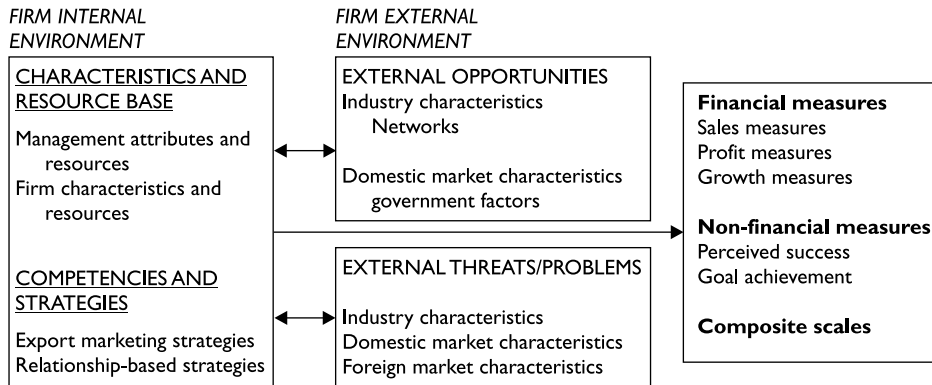 FIRM INTERNAL
ENVIRONMENT
CHARACTERISTICS AND
RESOURCE BASE
Management attributes and
resources
Firm characteristics and
resources
COMPETENCIES AND
STRATEGIES
Export marketing strategies
Relationship-based strategies
FIRM EXTERNAL
ENVIRONMENT
EXTERNAL OPPORTUNITIES
Industry characteristics
Networks
Domestic market characteristics
government factors
EXTERNAL THREATS/PROBLEMS
Industry characteristics
Domestic market characteristics
Foreign market characteristics
Financial measures
Sales measures
Profit measures
Growth measures
Non-financial measures
Perceived success
Goal achievement
Composite scales